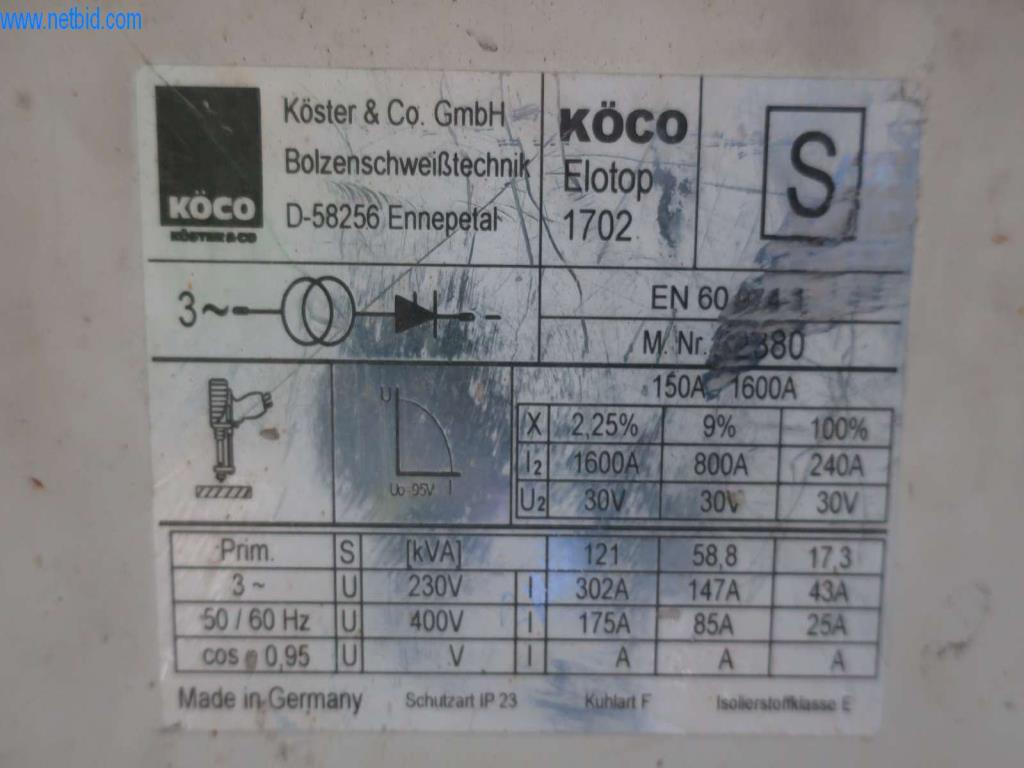 www.netbid.com
KÖCO
KÖSTER & CO
Köster & Co. GmbH
Bolzenschweißtechnik
D-58256 Ennepetal
KÖCO
Elotop
1702
S
3~
EN 60 974-1
M. Nr.
150A 1600A
U
I
Uo 95V
X 2,25% 9% 100%
I2 1600A 800A 240A
U2 30V 30V 30V
Prim. S [kVA] 121 58,8 17,3
3 ~ U 230V I 302A 147A 43A
50 / 60 Hz U 400V I 175A 85A 25A
cos 0,95 U V I A A A
Made in Germany Schutzart IP 23 Kuhlart F Isolierstoffklasse E